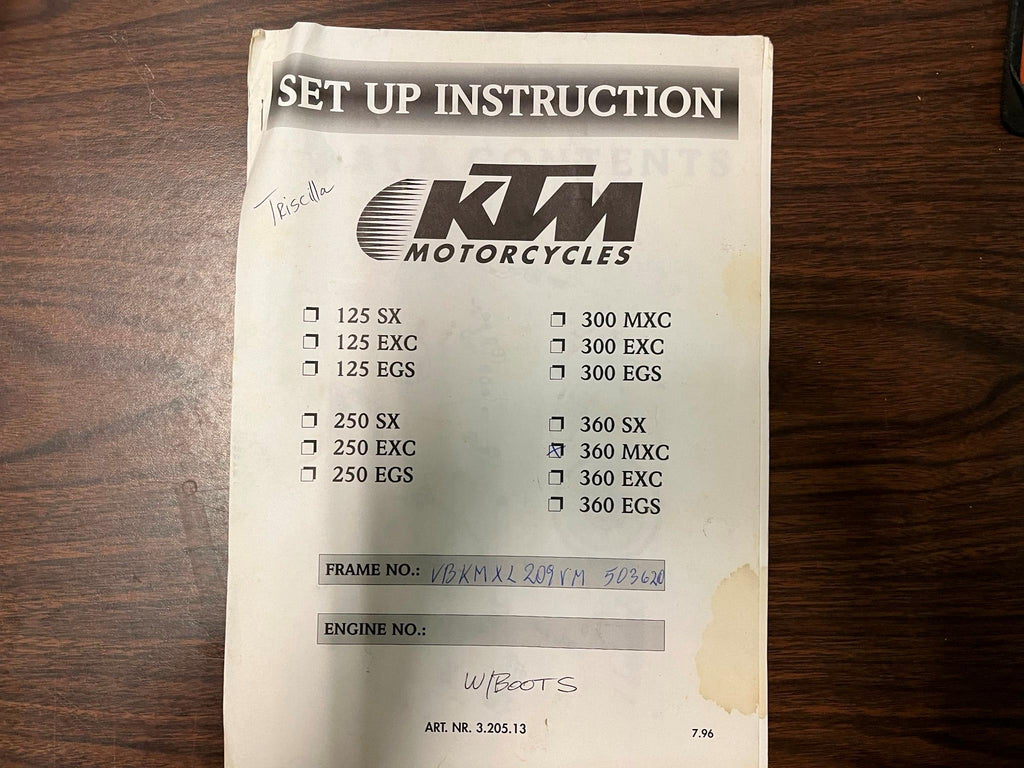 SET UP INSTRUCTION
Triscilla
KTM
MOTORCYCLES
125 SX
125 EXC
125 EGS
250 SX
250 EXC
250 EGS
300 MXC
300 EXC
300 EGS
360 SX
360 MXC
360 EXC
360 EGS
FRAME NO.: VBKMXL209VM 503620
ENGINE NO.:
W/BOOTS
ART. NR. 3.205.13
7.96